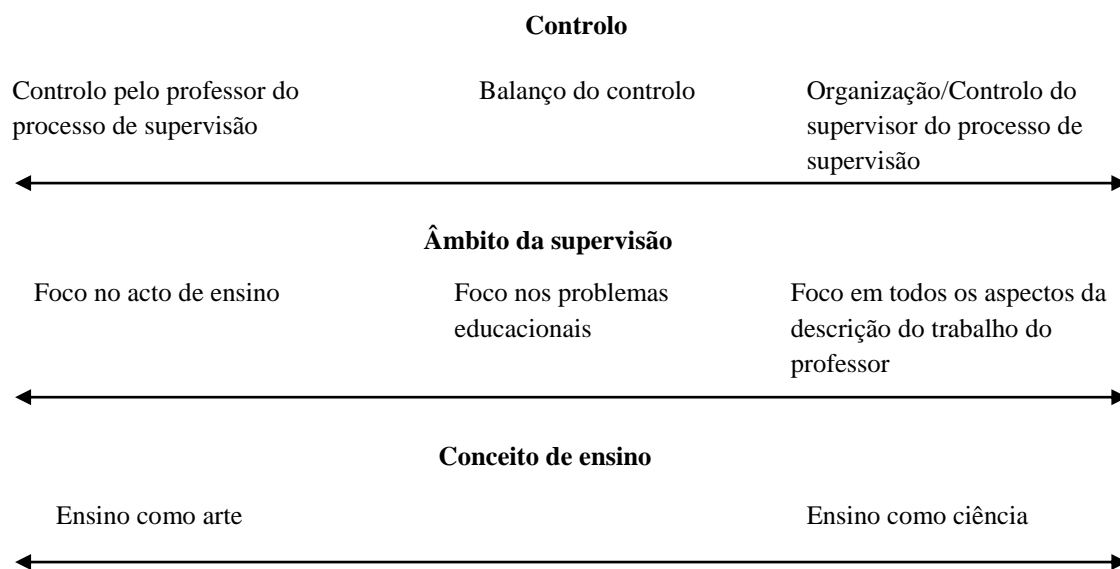 Controlo
Controlo pelo professor do
processo de supervisão
Balanço do controlo
Organização/Controlo do
supervisor do processo de
supervisão
Âmbito da supervisão
Foco no acto de ensino
Foco nos problemas
educacionais
Foco em todos os aspectos da
descrição do trabalho do
professor
Conceito de ensino
Ensino como arte
Ensino como ciência